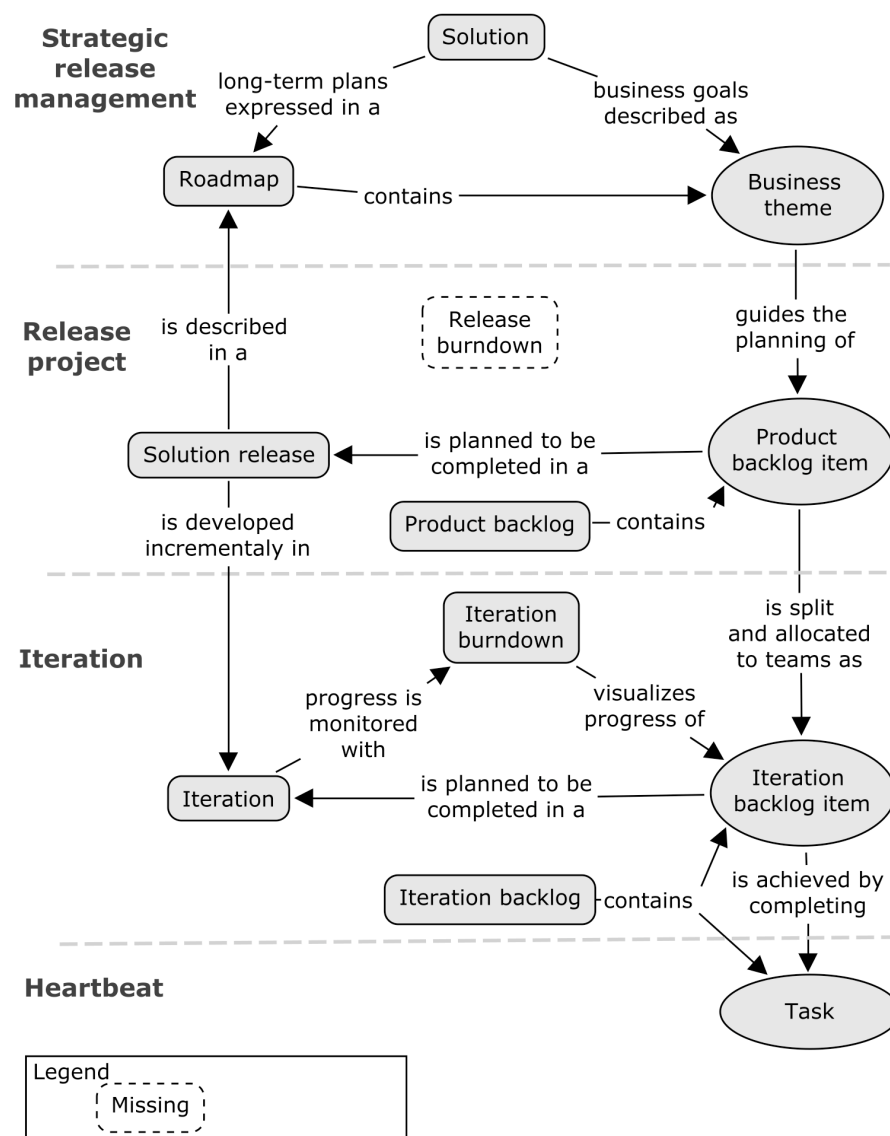 Strategic
release
management
Solution
long-term plans
expressed in a
business goals
described as
Roadmap
contains
Business
theme
Release
project
is described
in a
Release
burndown
guides the
planning of
Solution release
is planned to be
completed in a
Product
backlog item
is developed
incrementaly in
Product backlog
contains
Iteration
Iteration
burndown
is split
and allocated
to teams as
progress is
monitored
with
visualizes
progress of
Iteration
is planned to be
completed in a
Iteration
backlog item
Iteration backlog
contains
is achieved by
completing
Heartbeat
Task
Legend
Missing